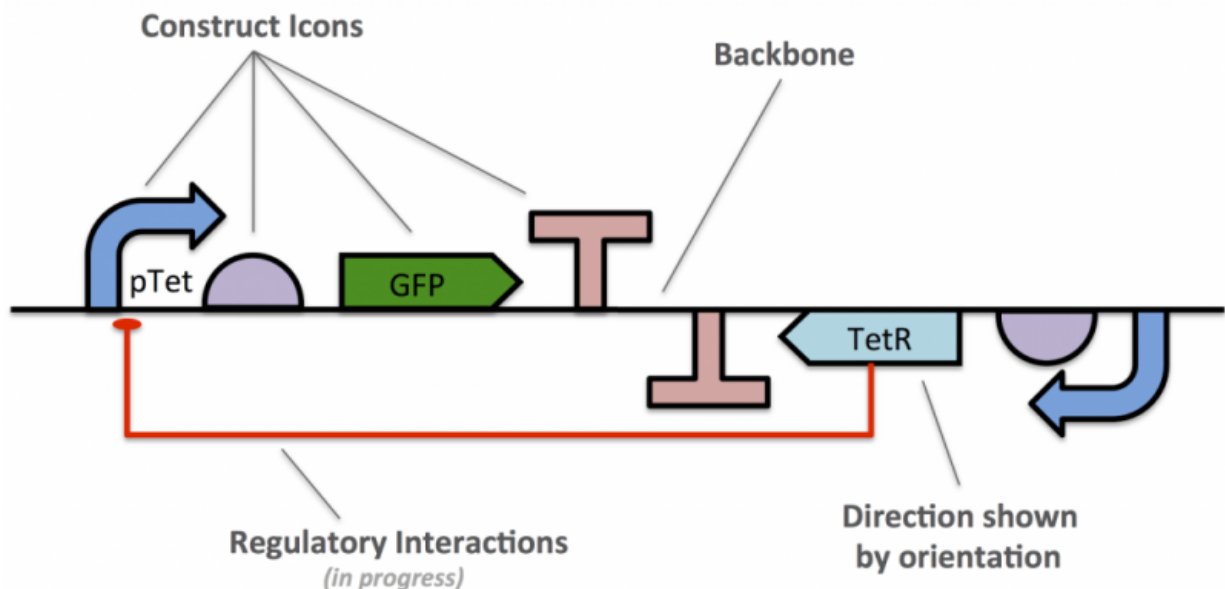 Construct Icons
Backbone
pTet
GFP
TetR
Regulatory Interactions
(in progress)
Direction shown
by orientation